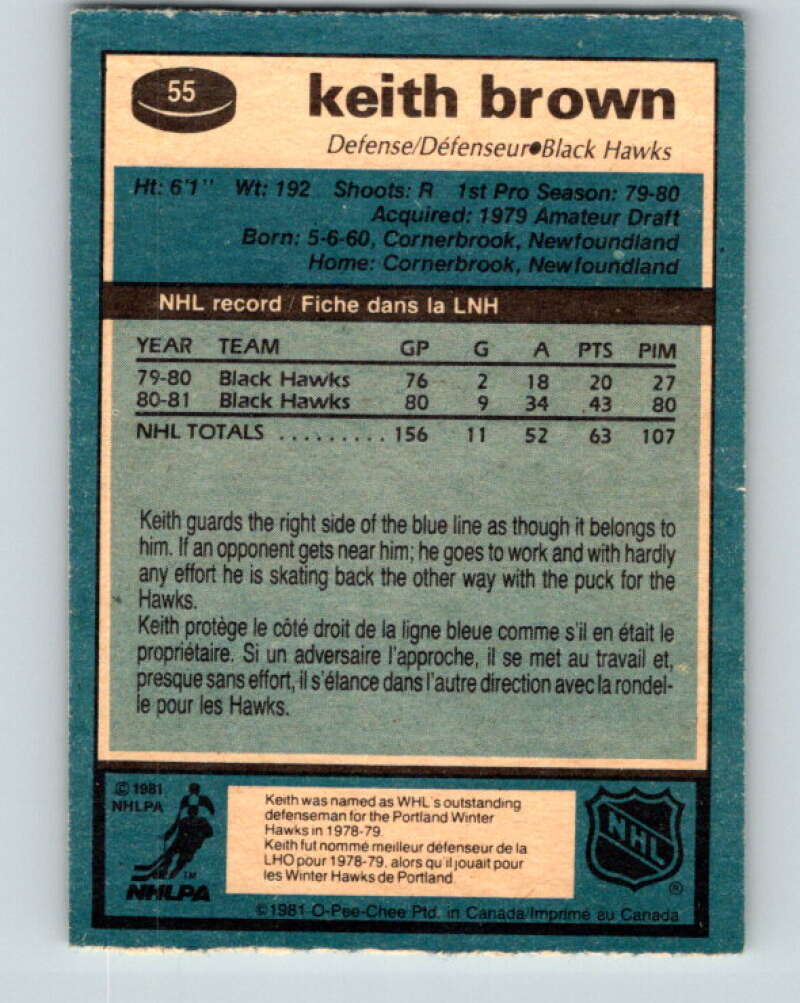 55
keith brown
Defense/Défenseur●Black Hawks
Ht: 6'1" Wt: 192 Shoots: R 1st Pro Season: 79-80
Acquired: 1979 Amateur Draft
Born: 5-6-60, Cornerbrook, Newfoundland
Home: Cornerbrook, Newfoundland
NHL record / Fiche dans la LNH
YEAR TEAM GP G A PTS PIM
79-80 Black Hawks 76 2 18 20 27
80-81 Black Hawks 80 9 34 43 80
NHL TOTALS ......... 156 11 52 63 107
Keith guards the right side of the blue line as though it belongs to
him. If an opponent gets near him; he goes to work and with hardly
any effort he is skating back the other way with the puck for the
Hawks.
Keith protège le côté droit de la ligne bleue comme s'il en était le
propriétaire. Si un adversaire l'approche, il se met au travail et,
presque sans effort, il s'élance dans l'autre direction avec la rondel-
le pour les Hawks.
© 1981
NHLPA
TM
NHLPA
Keith was named as WHL's outstanding
defenseman for the Portland Winter
Hawks in 1978-79.
Keith fut nommé meilleur défenseur de la
LHO pour 1978-79, alors qu'il jouait pour
les Winter Hawks de Portland.
NHL
®
©1981 O-Pee-Chee Ptd. in Canada/Imprimé au Canada